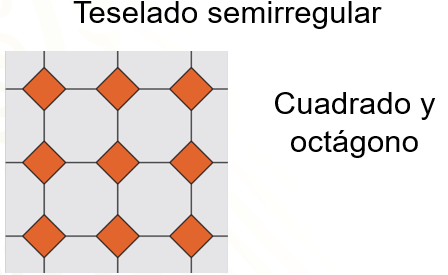 Teselado semirregular
Cuadrado y
octágono